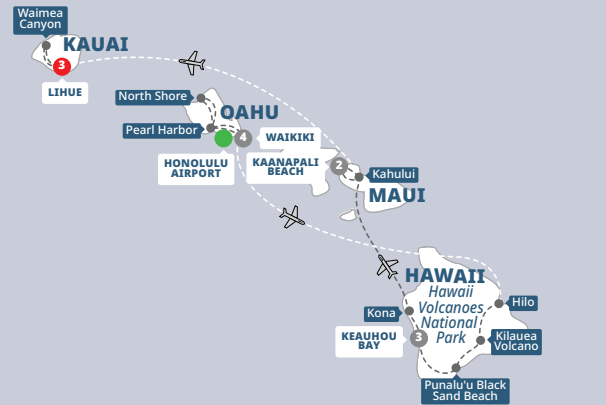 Waimea
Canyon
KAUAI
3
LIHUE
North Shore
OAHU
Pearl Harbor
4
WAIKIKI
HONOLULU
AIRPORT
KAANAPALI
BEACH
2
Kahului
MAUI
HAWAII
Hawaii
Volcanoes
National
Park
Hilo
Kona
KEAUHOU
BAY
3
Kilauea
Volcano
Punalu'u Black
Sand Beach